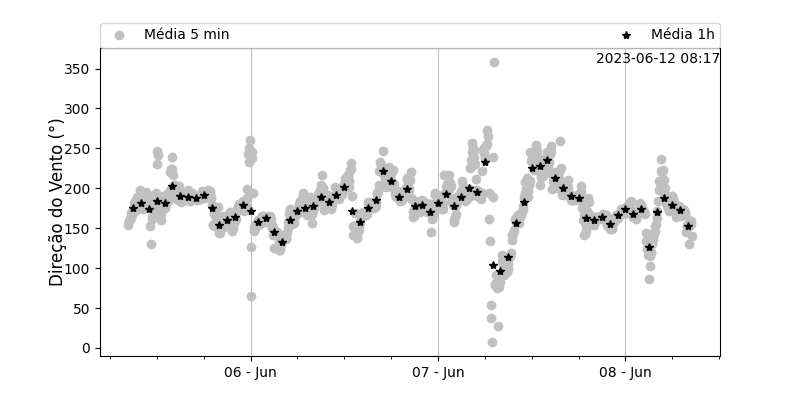 Média 5 min
Média 1h
2023-06-12 08:17
Direção do Vento (°)
350
300
250
200
150
100
50
0
06 - Jun
07 - Jun
08 - Jun